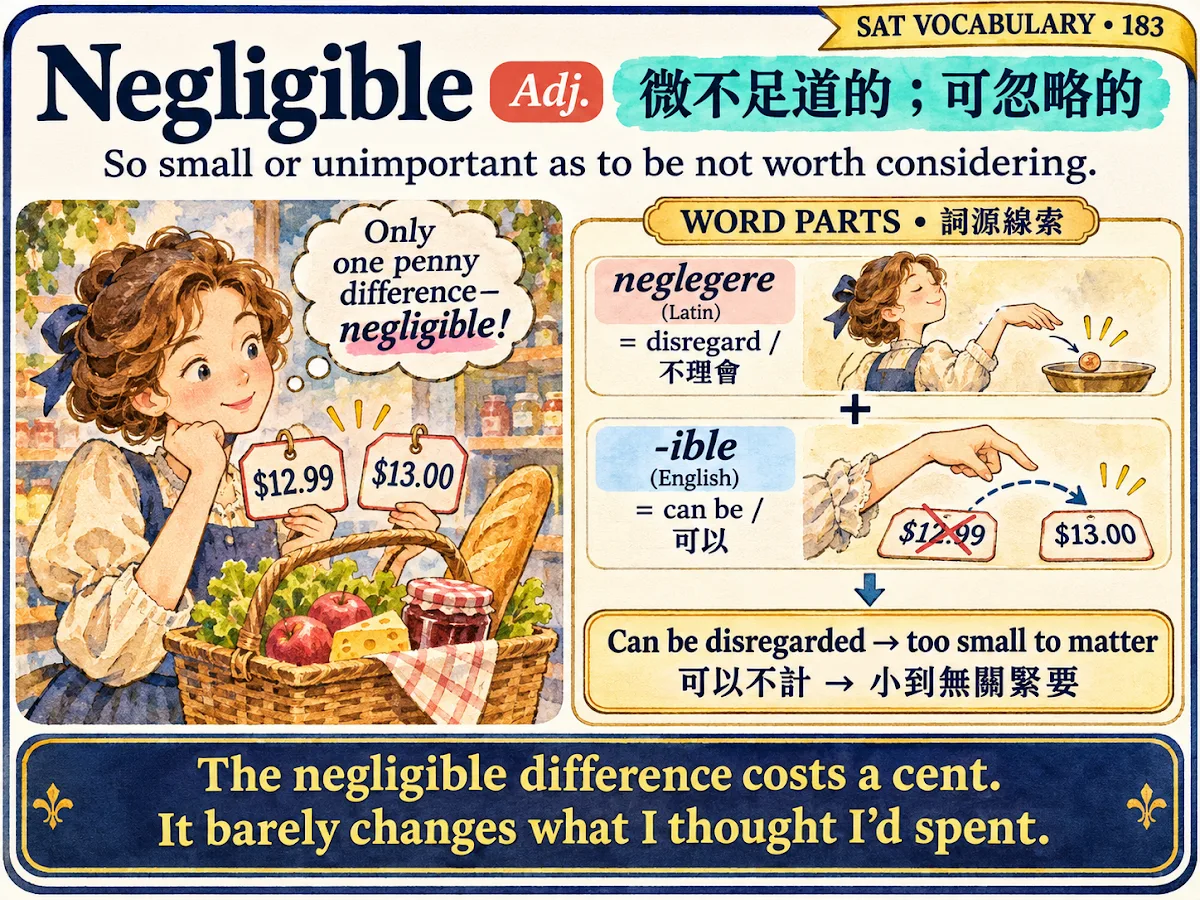 SAT VOCABULARY • 183
Negligible
Adj.
微不足道的；可忽略的
So small or unimportant as to be not worth considering.
Only
one penny
difference—
negligible!
$12.99
$13.00
WORD PARTS • 詞源線索
neglegere
(Latin)
= disregard /
不理會
+
-ible
(English)
= can be /
可以
$12.99
$13.00
Can be disregarded → too small to matter
可以不計 → 小到無關緊要
The negligible difference costs a cent.
It barely changes what I thought I'd spent.